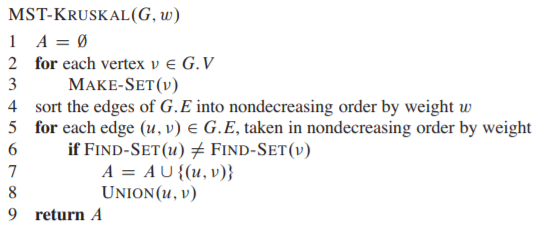 MST-KRUSKAL(G, w)
1 A = ∅
2 for each vertex v ∈ G.V
3 MAKE-SET(v)
4 sort the edges of G.E into nondecreasing order by weight w
5 for each edge (u, v) ∈ G.E, taken in nondecreasing order by weight
6 if FIND-SET(u) ≠ FIND-SET(v)
7 A = A ∪ {(u, v)}
8 UNION(u, v)
9 return A